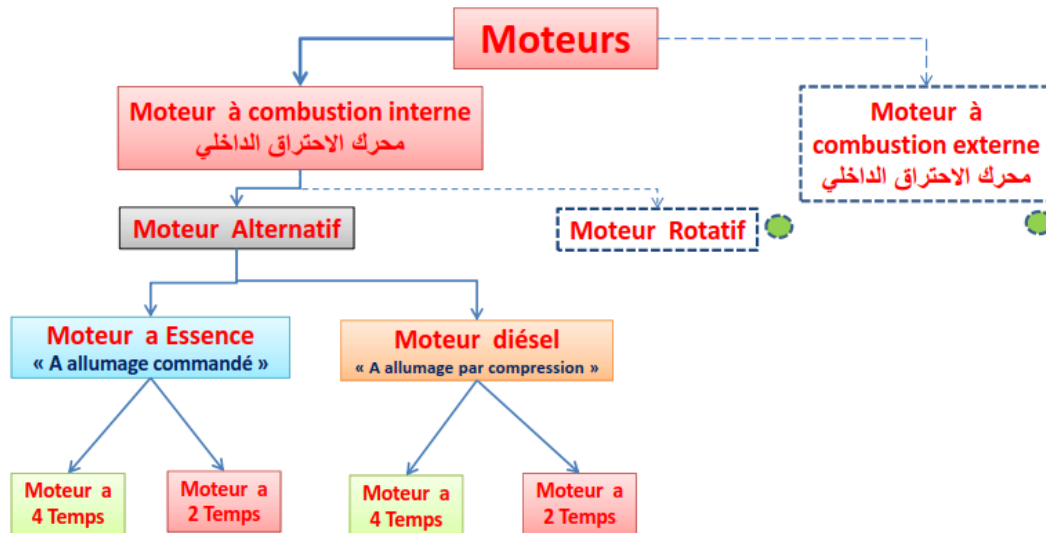 Moteurs
Moteur à combustion interne
محرك الاحتراق الداخلي
Moteur à
combustion externe
محرك الاحتراق الداخلي
Moteur Alternatif
Moteur Rotatif
Moteur a Essence
« A allumage commandé »
Moteur diésel
« A allumage par compression »
Moteur a
4 Temps
Moteur a
2 Temps
Moteur a
4 Temps
Moteur a
2 Temps